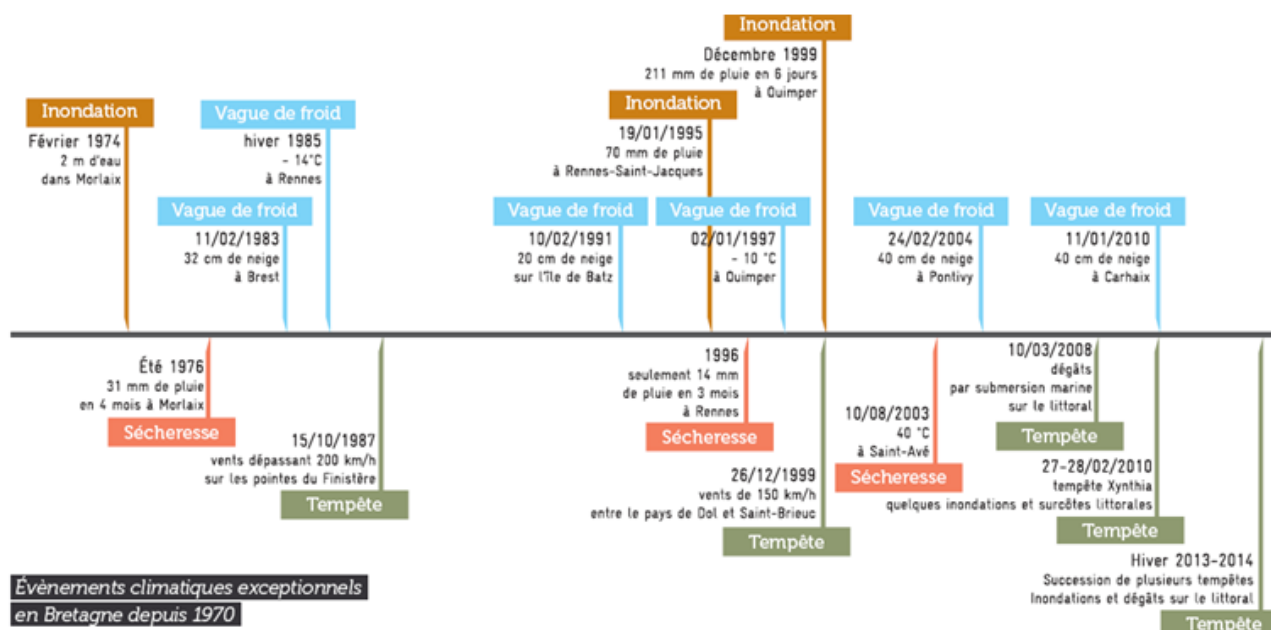 Inondation
Décembre 1999
211 mm de pluie en 6 jours
à Quimper
Inondation
Février 1974
2 m d'eau
dans Morlaix
Vague de froid
hiver 1985
- 14°C
à Rennes
Inondation
19/01/1995
70 mm de pluie
à Rennes-Saint-Jacques
Vague de froid
11/02/1983
32 cm de neige
à Brest
Vague de froid
10/02/1991
20 cm de neige
sur l'île de Batz
Vague de froid
02/01/1997
- 10 °C
à Quimper
Vague de froid
24/02/2004
40 cm de neige
à Pontivy
Vague de froid
11/01/2010
40 cm de neige
à Carhaix
Été 1976
31 mm de pluie
en 4 mois à Morlaix
Sécheresse
15/10/1987
vents dépassant 200 km/h
sur les pointes du Finistère
Tempête
1996
seulement 14 mm
de pluie en 3 mois
à Rennes
Sécheresse
26/12/1999
vents de 150 km/h
entre le pays de Dol et Saint-Brieuc
Tempête
10/08/2003
40 °C
à Saint-Avé
Sécheresse
10/03/2008
dégâts
par submersion marine
sur le littoral
Tempête
27-28/02/2010
tempête Xynthia
quelques inondations et surcôtes littorales
Tempête
Hiver 2013-2014
Succession de plusieurs tempêtes
Inondations et dégâts sur le littoral
Tempête
Évènements climatiques exceptionnels
en Bretagne depuis 1970